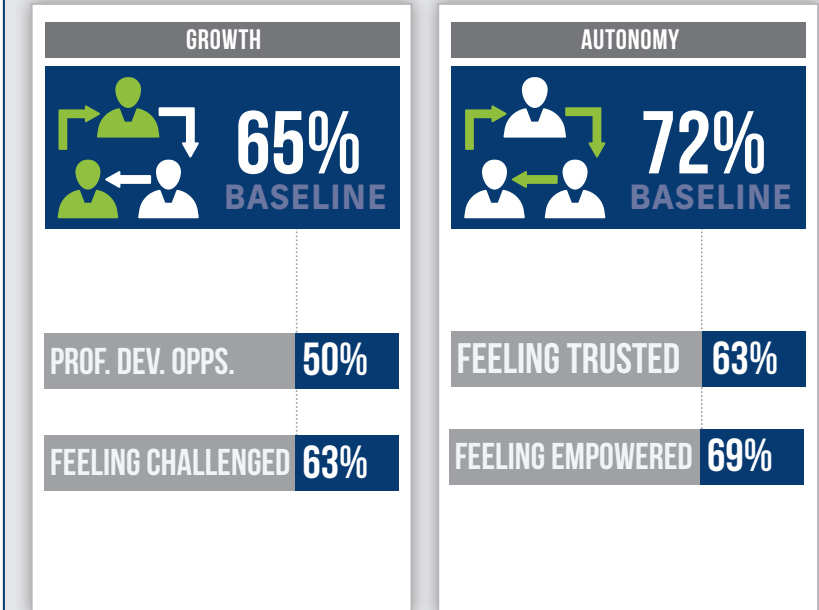 GROWTH
65%
BASELINE
PROF. DEV. OPPS. 50%
FEELING CHALLENGED 63%
AUTONOMY
72%
BASELINE
FEELING TRUSTED 63%
FEELING EMPOWERED 69%